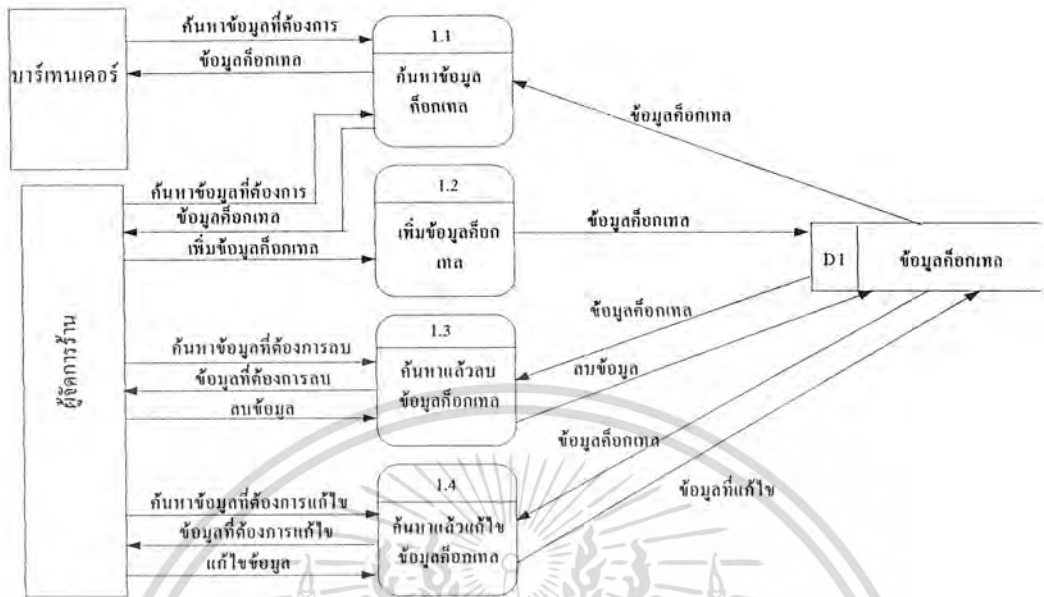 บาร์เทนเดอร์
ค้นหาข้อมูลที่ต้องการ
ข้อมูลค็อกเทล
1.1
ค้นหาข้อมูล
ค็อกเทล
ข้อมูลค็อกเทล
ผู้จัดการร้าน
ค้นหาข้อมูลที่ต้องการ
ข้อมูลค็อกเทล
เพิ่มข้อมูลค็อกเทล
1.2
เพิ่มข้อมูลค็อก
เทล
ข้อมูลค็อกเทล
D1
ข้อมูลค็อกเทล
ค้นหาข้อมูลที่ต้องการลบ
ข้อมูลที่ต้องการลบ
ลบข้อมูล
1.3
ค้นหาแล้วลบ
ข้อมูลค็อกเทล
ข้อมูลค็อกเทล
ลบข้อมูล
ค้นหาข้อมูลที่ต้องการแก้ไข
ข้อมูลที่ต้องการแก้ไข
แก้ไขข้อมูล
1.4
ค้นหาแล้วแก้ไข
ข้อมูลค็อกเทล
ข้อมูลค็อกเทล
ข้อมูลที่แก้ไข